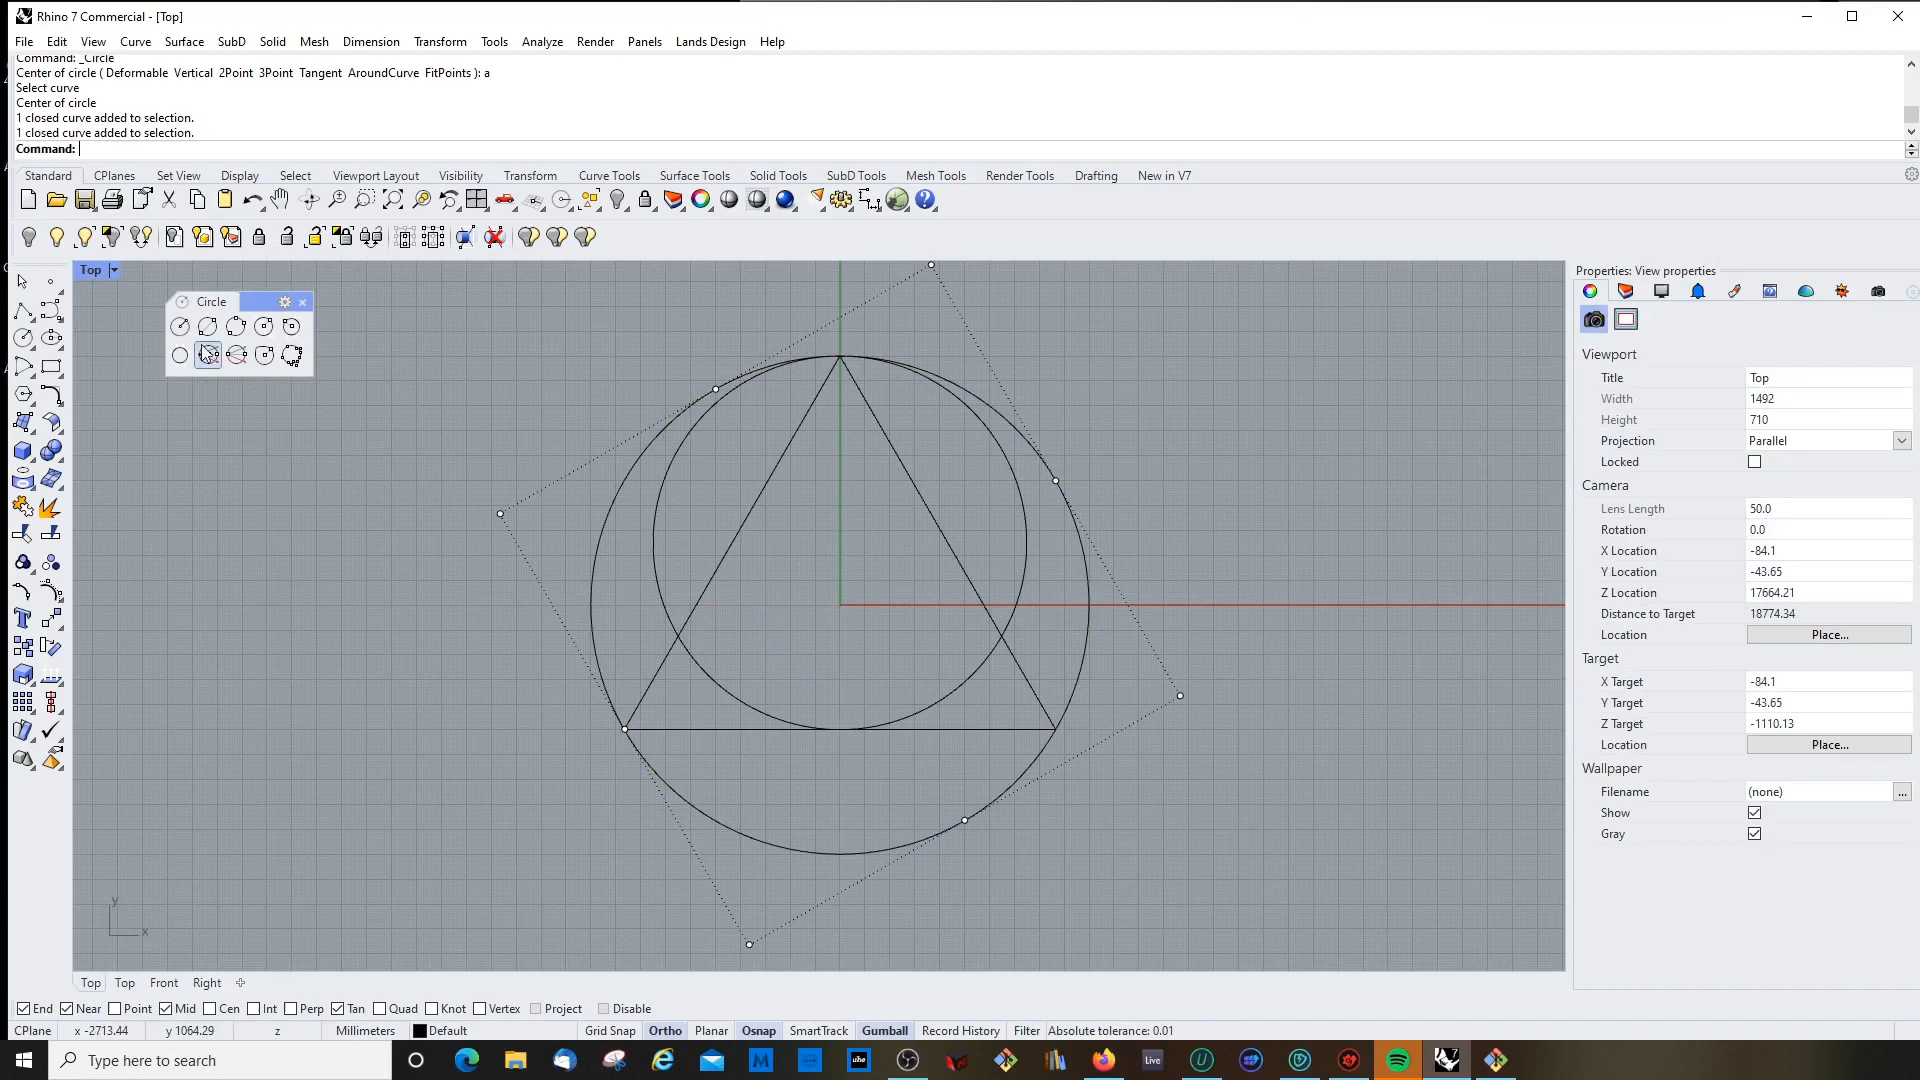 Rhino 7 Commercial - [Top]
File Edit View Curve Surface SubD Solid Mesh Dimension Transform Tools Analyze Render Panels Lands Design Help
Command: _Circle
Center of circle ( Deformable Vertical 2Point 3Point Tangent AroundCurve FitPoints ): a
Select curve
Center of circle
1 closed curve added to selection.
1 closed curve added to selection.
Command:
Standard CPlanes Set View Display Select Viewport Layout Visibility Transform Curve Tools Surface Tools Solid Tools SubD Tools Mesh Tools Render Tools Drafting New in V7
Top
Circle
y
x
Properties: View properties
Viewport
Title Top
Width 1492
Height 710
Projection Parallel
Locked
Camera
Lens Length 50.0
Rotation 0.0
X Location -84.1
Y Location -43.65
Z Location 17664.21
Distance to Target 18774.34
Location Place...
Target
X Target -84.1
Y Target -43.65
Z Target -1110.13
Location Place...
Wallpaper
Filename (none) ...
Show
Gray
Top Top Front Right
End Near Point Mid Cen Int Perp Tan Quad Knot Vertex Project Disable
CPlane x -2713.44 y 1064.29 z Millimeters Default Grid Snap Ortho Planar Osnap SmartTrack Gumball Record History Filter Absolute tolerance: 0.01
Type here to search
uhe
Live